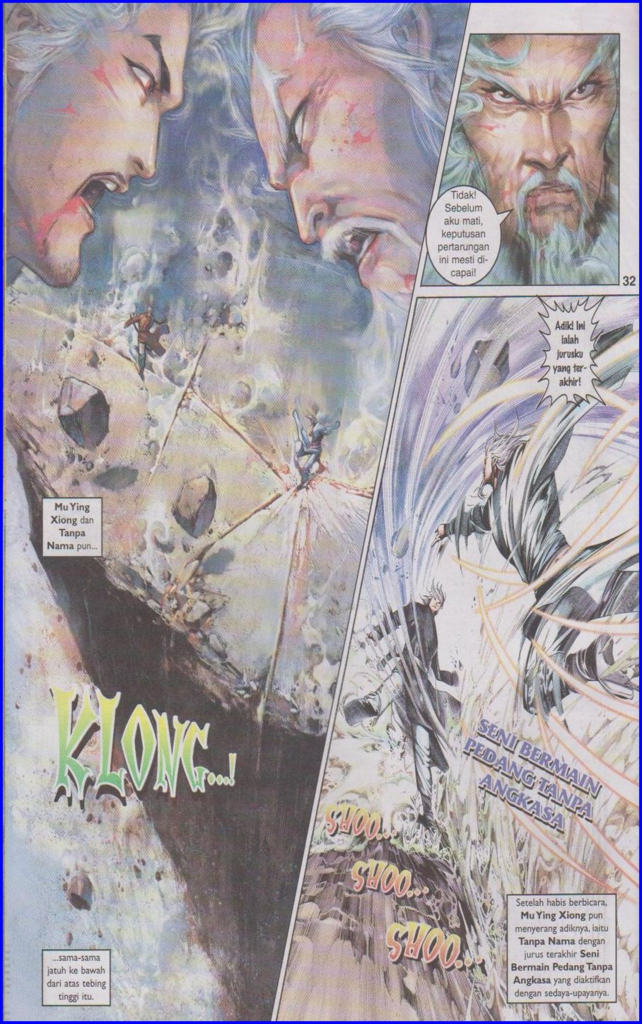 Tidak!
Sebelum
aku mati,
keputusan
pertarungan
ini mesti di-
capai!
32
Adik! Ini
ialah
jurusku
yang ter-
akhir!
Mu Ying
Xiong dan
Tanpa
Nama pun...
KLONG...!
...sama-sama
jatuh ke bawah
dari atas tebing
tinggi itu.
SENI BERMAIN
PEDANG TANPA
ANGKASA
SROO...
SROO...
SROO...
Setelah habis berbicara,
Mu Ying Xiong pun
menyerang adiknya, iaitu
Tanpa Nama dengan
jurus terakhir Seni
Bermain Pedang Tanpa
Angkasa yang diaktifkan
dengan sedaya-upayanya.